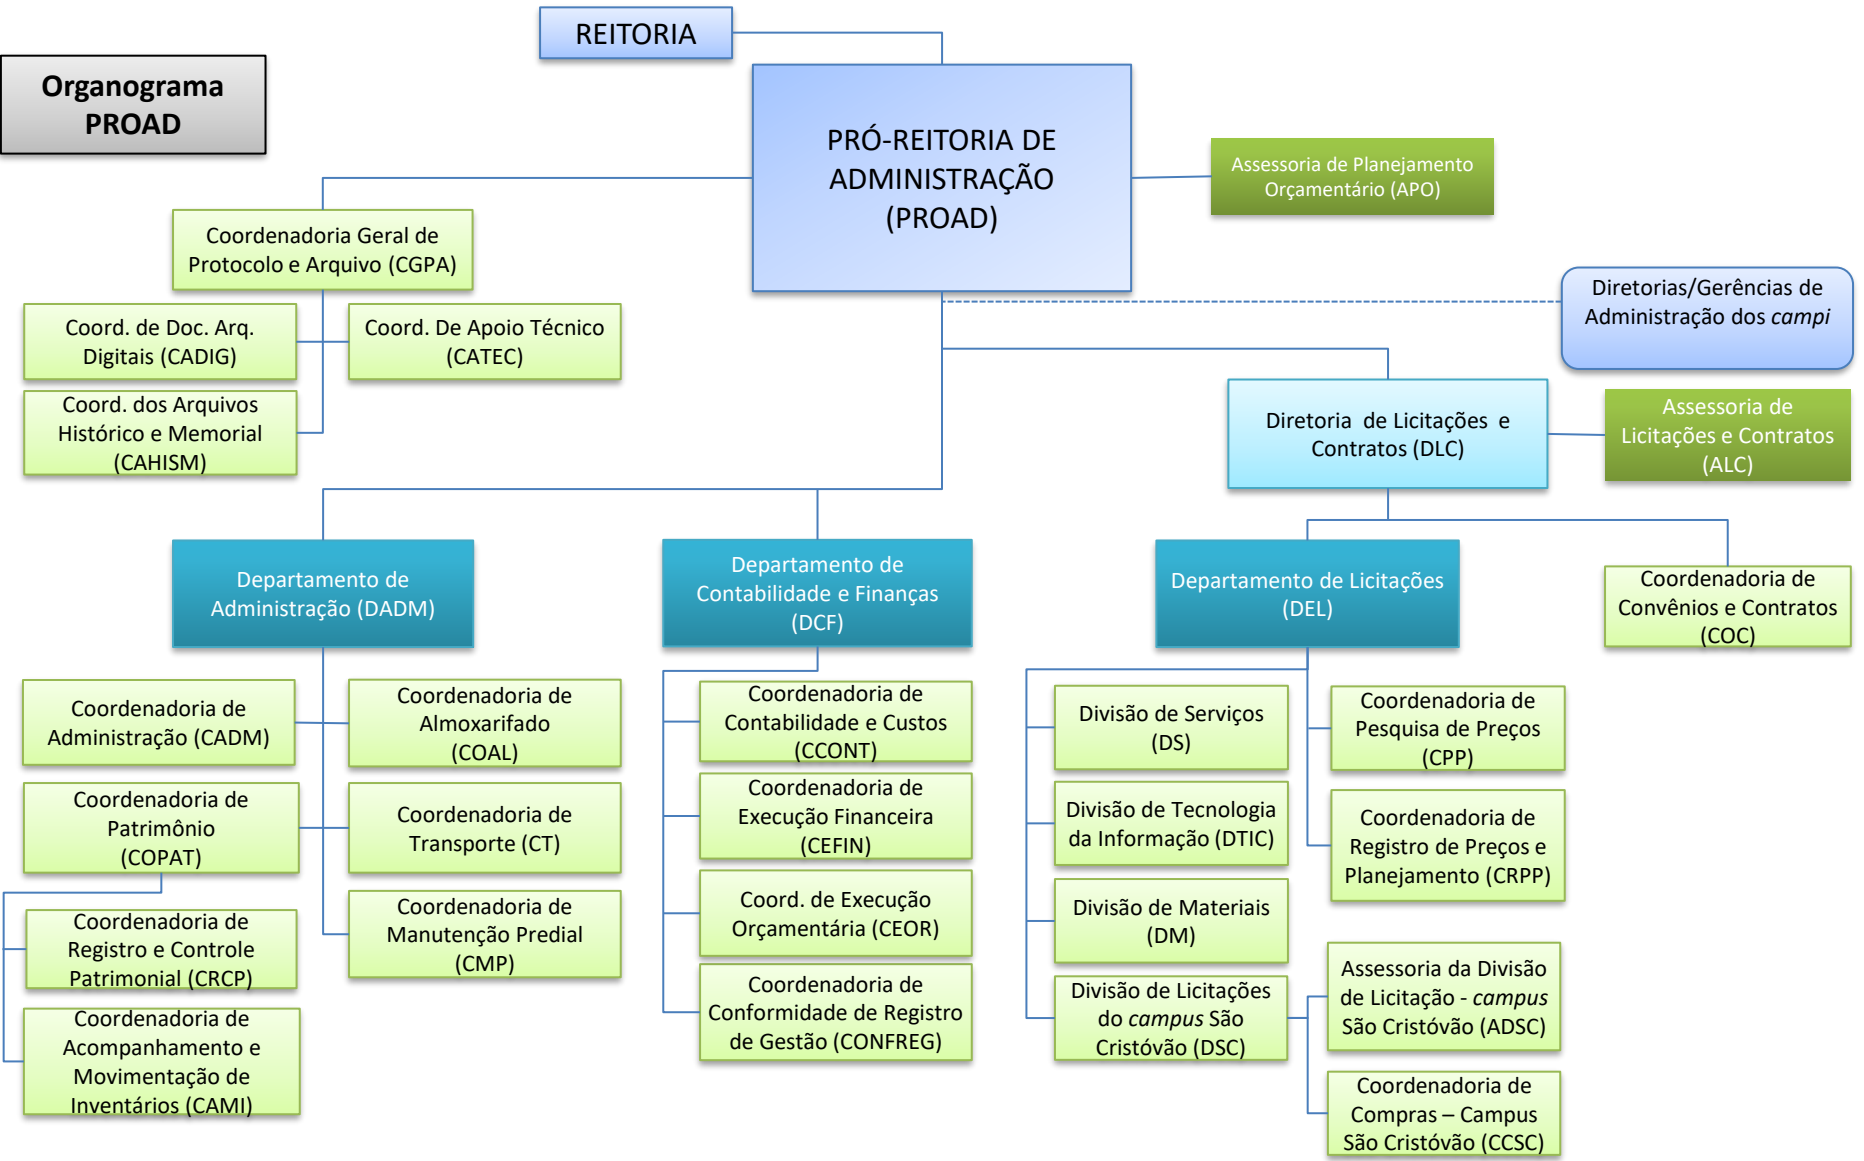 REITORIA
Organograma
PROAD
PRÓ-REITORIA DE
ADMINISTRAÇÃO
(PROAD)
Assessoria de Planejamento
Orçamentário (APO)
Coordenadoria Geral de
Protocolo e Arquivo (CGPA)
Coord. de Doc. Arq.
Digitais (CADIG)
Coord. De Apoio Técnico
(CATEC)
Coord. dos Arquivos
Histórico e Memorial
(CAHISM)
Diretorias/Gerências de
Administração dos campi
Diretoria de Licitações e
Contratos (DLC)
Assessoria de
Licitações e Contratos
(ALC)
Departamento de
Administração (DADM)
Departamento de
Contabilidade e Finanças
(DCF)
Departamento de Licitações
(DEL)
Coordenadoria de
Convênios e Contratos
(COC)
Coordenadoria de
Administração (CADM)
Coordenadoria de
Almoxarifado
(COAL)
Coordenadoria de
Patrimônio
(COPAT)
Coordenadoria de
Transporte (CT)
Coordenadoria de
Registro e Controle
Patrimonial (CRCP)
Coordenadoria de
Manutenção Predial
(CMP)
Coordenadoria de
Acompanhamento e
Movimentação de
Inventários (CAMI)
Coordenadoria de
Contabilidade e Custos
(CCONT)
Coordenadoria de
Execução Financeira
(CEFIN)
Coord. de Execução
Orçamentária (CEOR)
Coordenadoria de
Conformidade de Registro
de Gestão (CONFREG)
Divisão de Serviços
(DS)
Divisão de Tecnologia
da Informação (DTIC)
Divisão de Materiais
(DM)
Divisão de Licitações
do campus São
Cristóvão (DSC)
Coordenadoria de
Pesquisa de Preços
(CPP)
Coordenadoria de
Registro de Preços e
Planejamento (CRPP)
Assessoria da Divisão
de Licitação - campus
São Cristóvão (ADSC)
Coordenadoria de
Compras – Campus
São Cristóvão (CCSC)